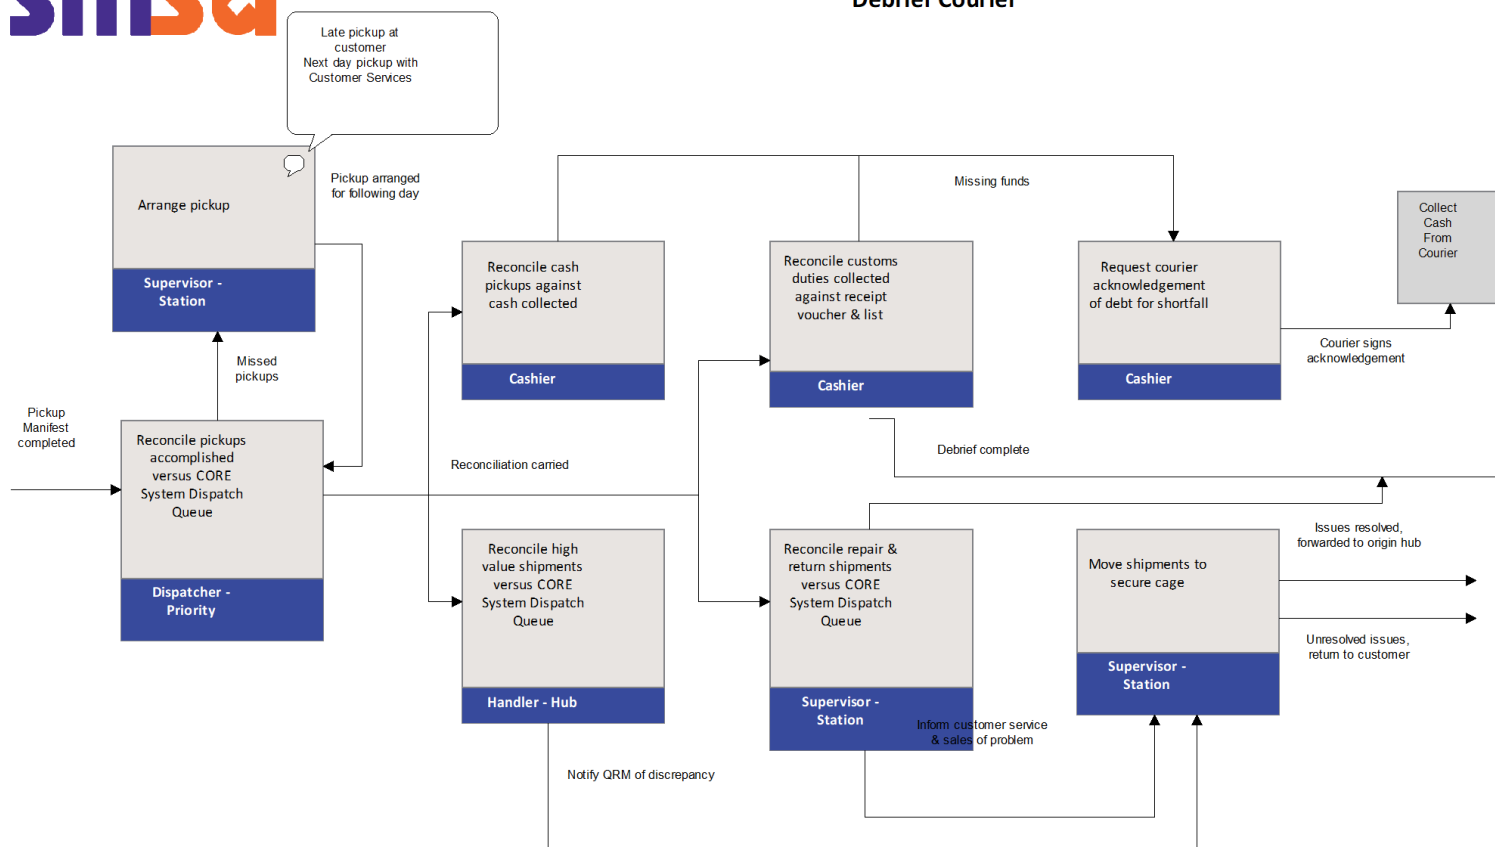 Debrief Courier
Late pickup at
customer
Next day pickup with
Customer Services
Arrange pickup
Supervisor -
Station
Pickup arranged
for following day
Missed
pickups
Pickup
Manifest
completed
Reconcile pickups
accomplished
versus CORE
System Dispatch
Queue
Dispatcher -
Priority
Reconciliation carried
Reconcile cash
pickups against
cash collected
Cashier
Reconcile customs
duties collected
against receipt
voucher & list
Cashier
Missing funds
Request courier
acknowledgement
of debt for shortfall
Cashier
Collect
Cash
From
Courier
Courier signs
acknowledgement
Debrief complete
Reconcile high
value shipments
versus CORE
System Dispatch
Queue
Handler - Hub
Notify QRM of discrepancy
Reconcile repair &
return shipments
versus CORE
System Dispatch
Queue
Supervisor -
Station
Inform customer service
& sales of problem
Move shipments to
secure cage
Supervisor -
Station
Issues resolved,
forwarded to origin hub
Unresolved issues,
return to customer